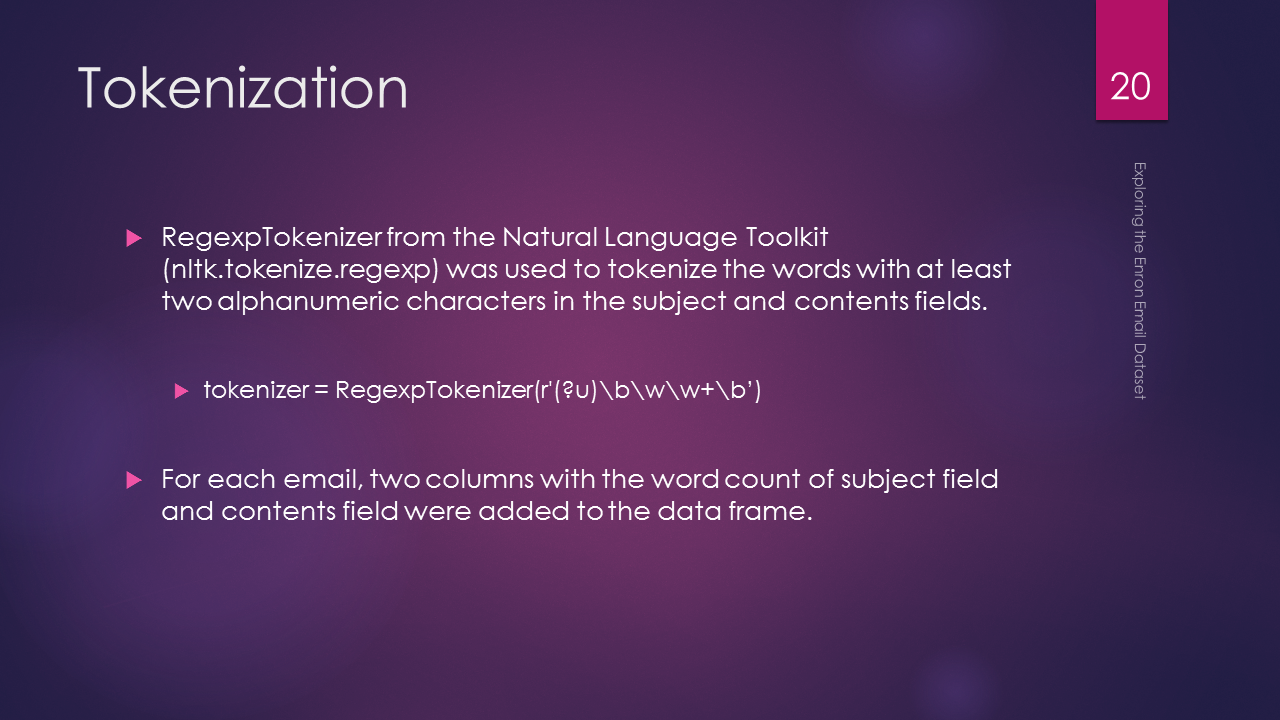 Tokenization
20
RegexpTokenizer from the Natural Language Toolkit
(nltk.tokenize.regexp) was used to tokenize the words with at least
two alphanumeric characters in the subject and contents fields.
tokenizer = RegexpTokenizer(r'(?u)\b\w\w+\b’)
For each email, two columns with the word count of subject field
and contents field were added to the data frame.
Exploring the Enron Email Dataset